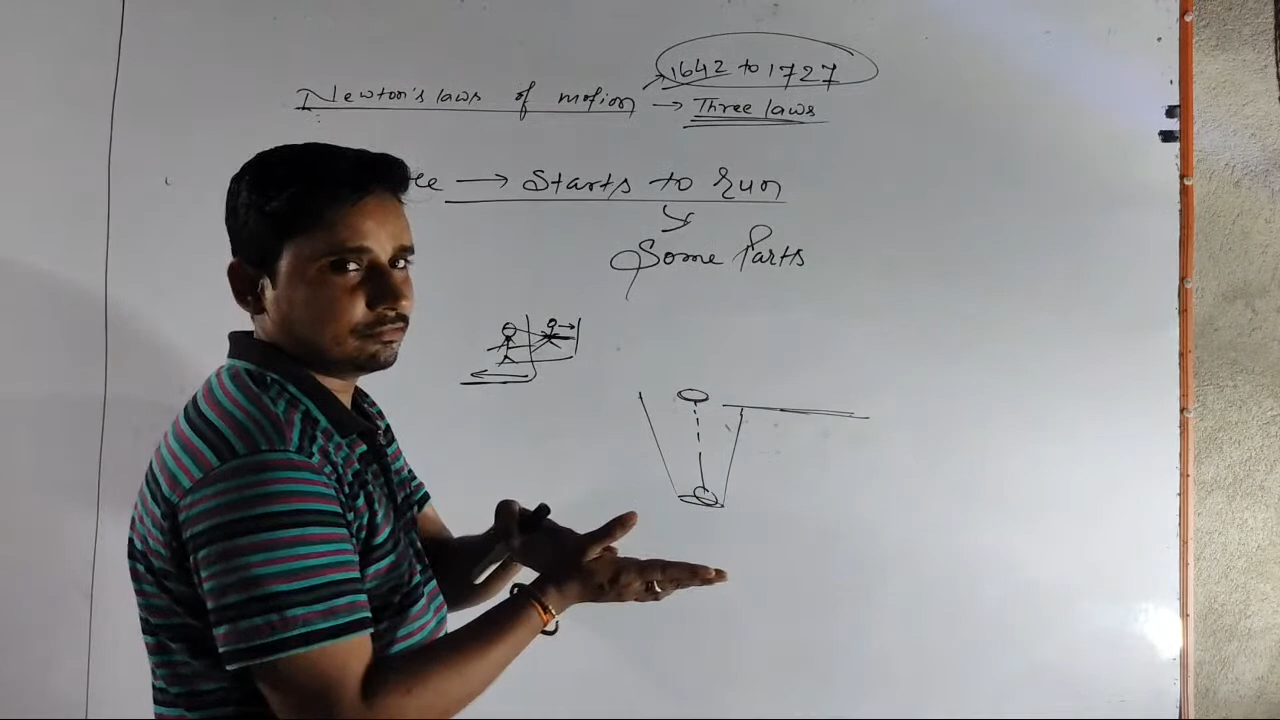 1642 to 1727
Newton's laws of motion → Three laws
→ Starts to run
Some Parts